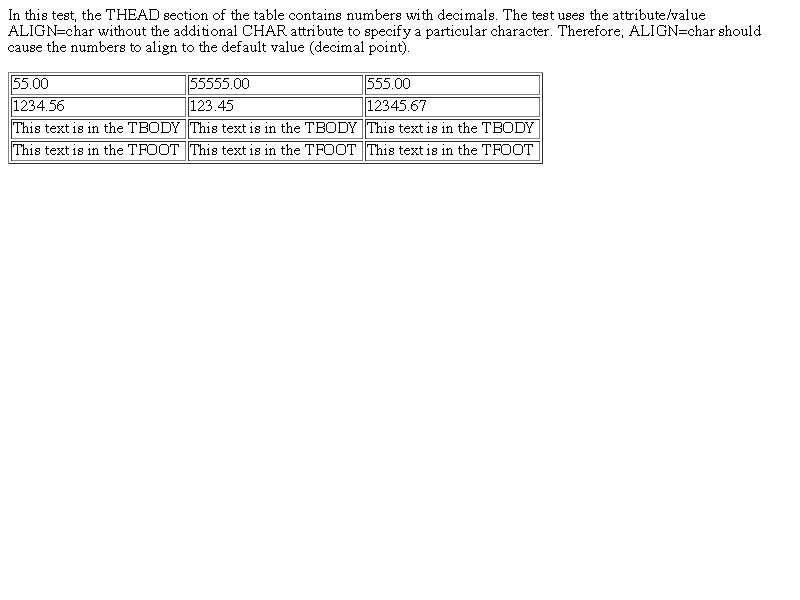 In this test, the THEAD section of the table contains numbers with decimals. The test uses the attribute/value
ALIGN=char without the additional CHAR attribute to specify a particular character. Therefore, ALIGN=char should
cause the numbers to align to the default value (decimal point).
55.00 55555.00 555.00
1234.56 123.45 12345.67
This text is in the TBODY This text is in the TBODY This text is in the TBODY
This text is in the TFOOT This text is in the TFOOT This text is in the TFOOT